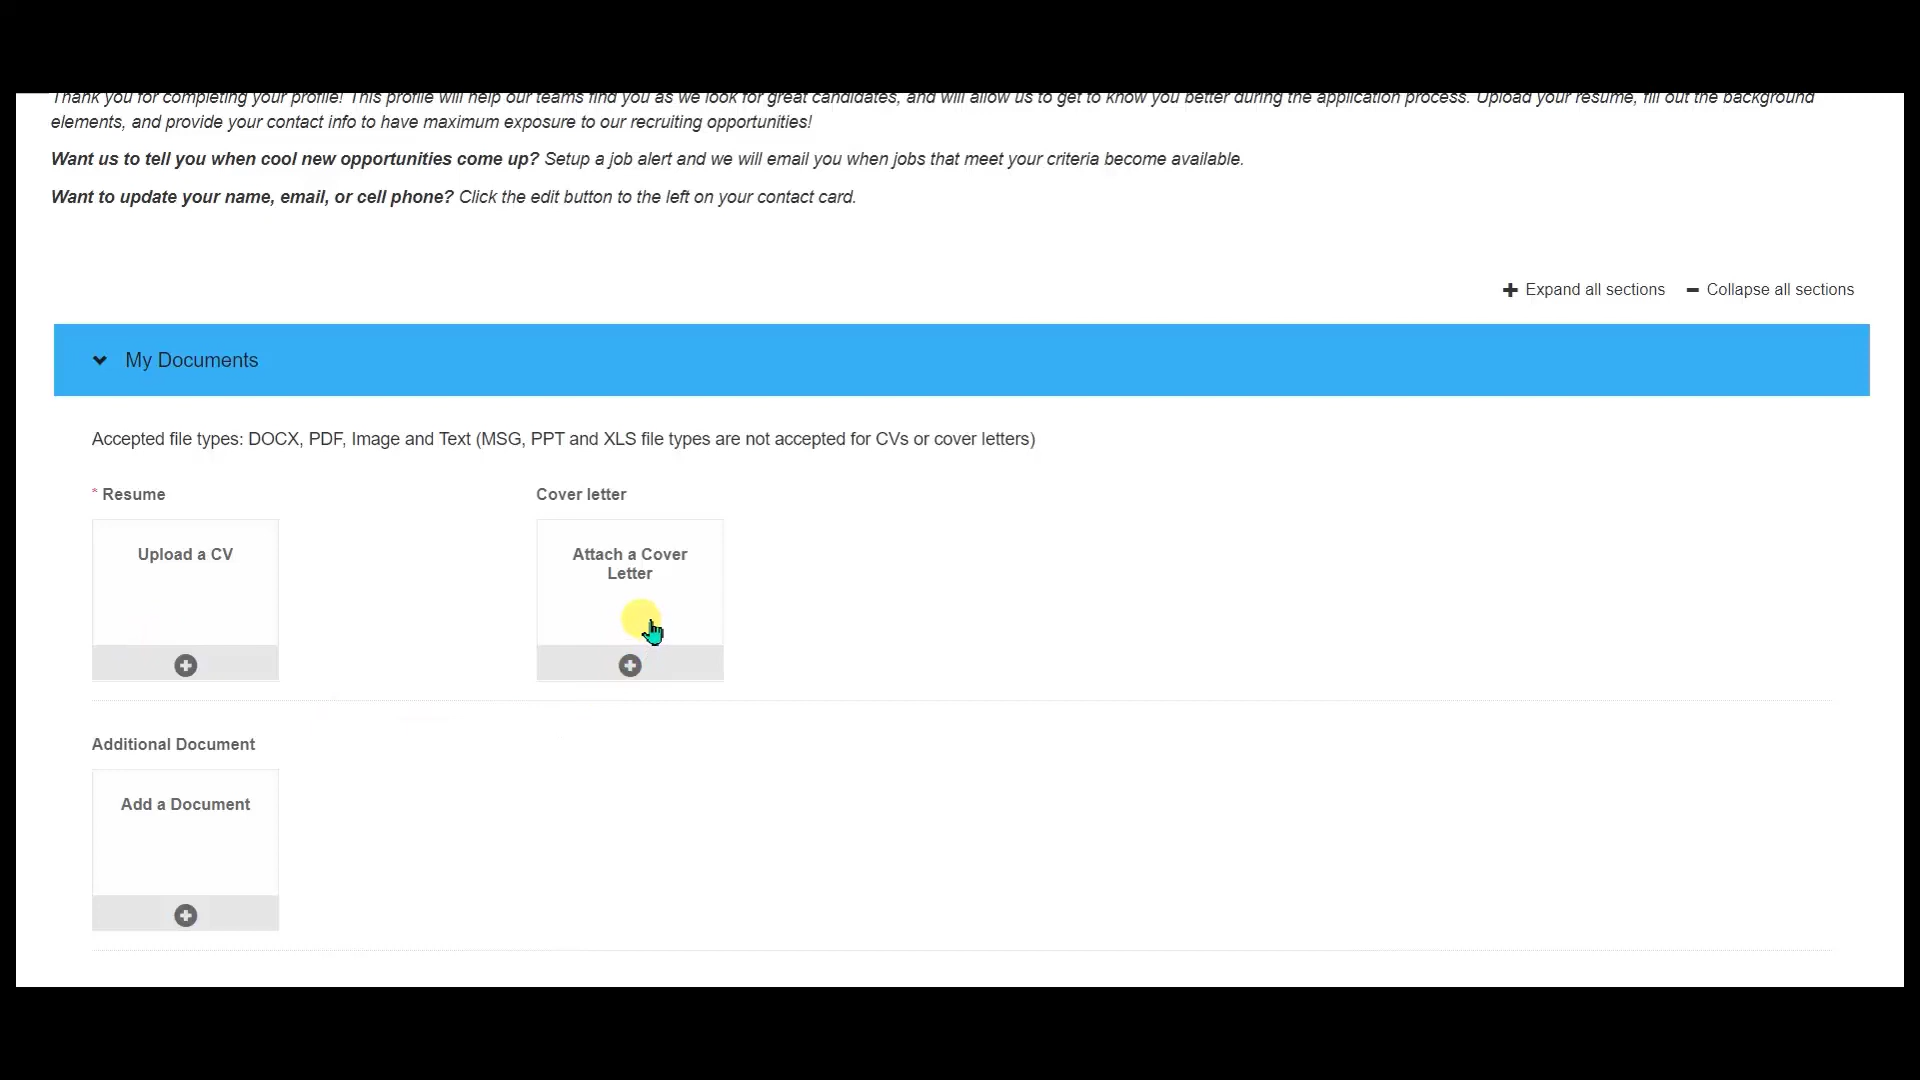 Thank you for completing your profile! This profile will help our teams find you as we look for great candidates, and will allow us to get to know you better during the application process. Upload your resume, fill out the background
elements, and provide your contact info to have maximum exposure to our recruiting opportunities!
Want us to tell you when cool new opportunities come up? Setup a job alert and we will email you when jobs that meet your criteria become available.
Want to update your name, email, or cell phone? Click the edit button to the left on your contact card.
Expand all sections
Collapse all sections
My Documents
Accepted file types: DOCX, PDF, Image and Text (MSG, PPT and XLS file types are not accepted for CVs or cover letters)
* Resume
Cover letter
Upload a CV
Attach a Cover
Letter
Additional Document
Add a Document